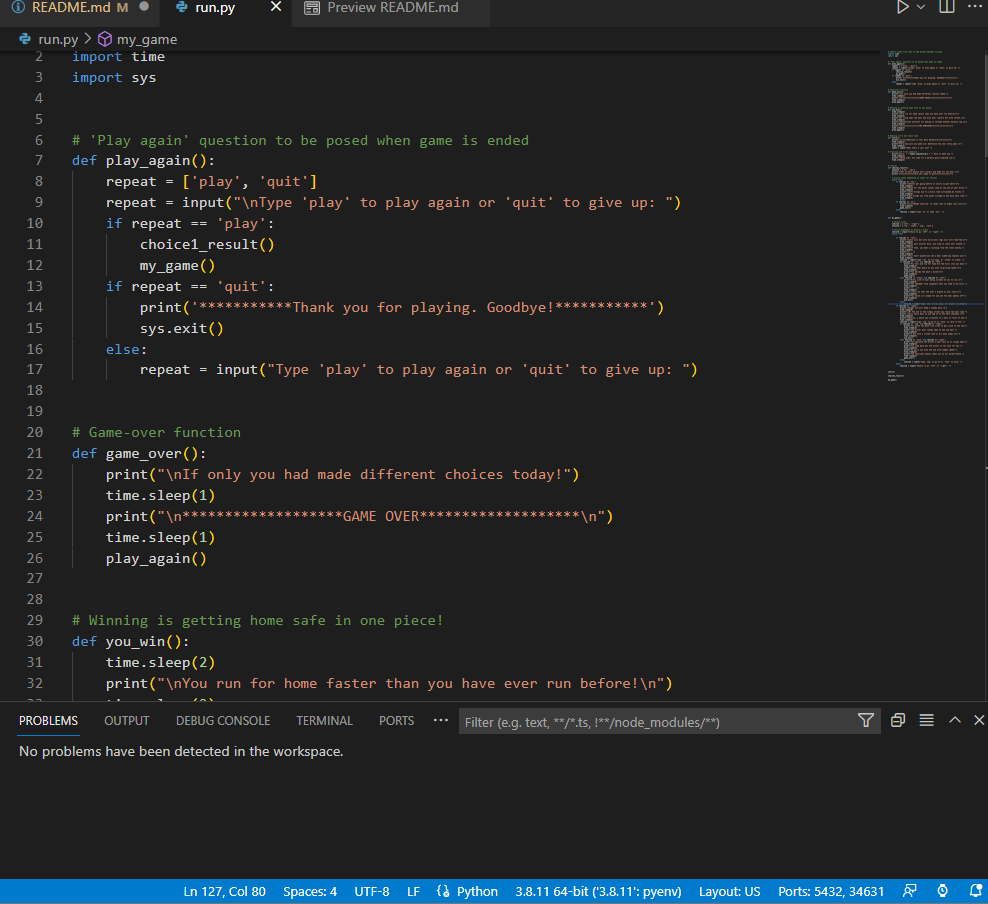 README.md M
run.py
Preview README.md
run.py > my_game
2 import time
3 import sys
4
5
6 # 'Play again' question to be posed when game is ended
7 def play_again():
8     repeat = ['play', 'quit']
9     repeat = input("\nType 'play' to play again or 'quit' to give up: ")
10     if repeat == 'play':
11         choice1_result()
12         my_game()
13     if repeat == 'quit':
14         print('***********Thank you for playing. Goodbye!***********')
15         sys.exit()
16     else:
17         repeat = input("Type 'play' to play again or 'quit' to give up: ")
18
19
20 # Game-over function
21 def game_over():
22     print("\nIf only you had made different choices today!")
23     time.sleep(1)
24     print("\n*******************GAME OVER*******************\n")
25     time.sleep(1)
26     play_again()
27
28
29 # Winning is getting home safe in one piece!
30 def you_win():
31     time.sleep(2)
32     print("\nYou run for home faster than you have ever run before!\n")
PROBLEMS OUTPUT DEBUG CONSOLE TERMINAL PORTS ··· Filter (e.g. text, **/*.ts, !**/node_modules/**)
No problems have been detected in the workspace.
Ln 127, Col 80 Spaces: 4 UTF-8 LF Python 3.8.11 64-bit ('3.8.11': pyenv) Layout: US Ports: 5432, 34631